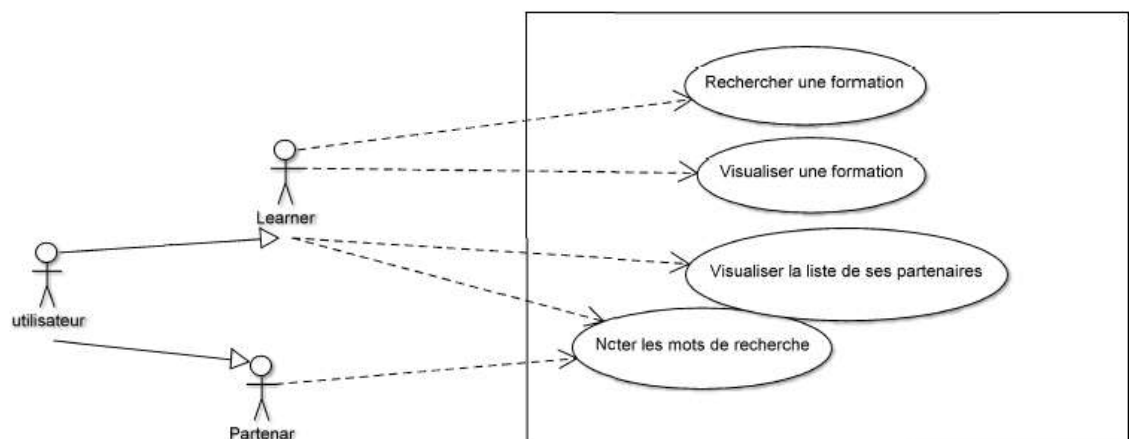 Rechercher une formation
Visualiser une formation
Learner
Visualiser la liste de ses partenaires
utilisateur
Ncter les mots de recherche
Partenar